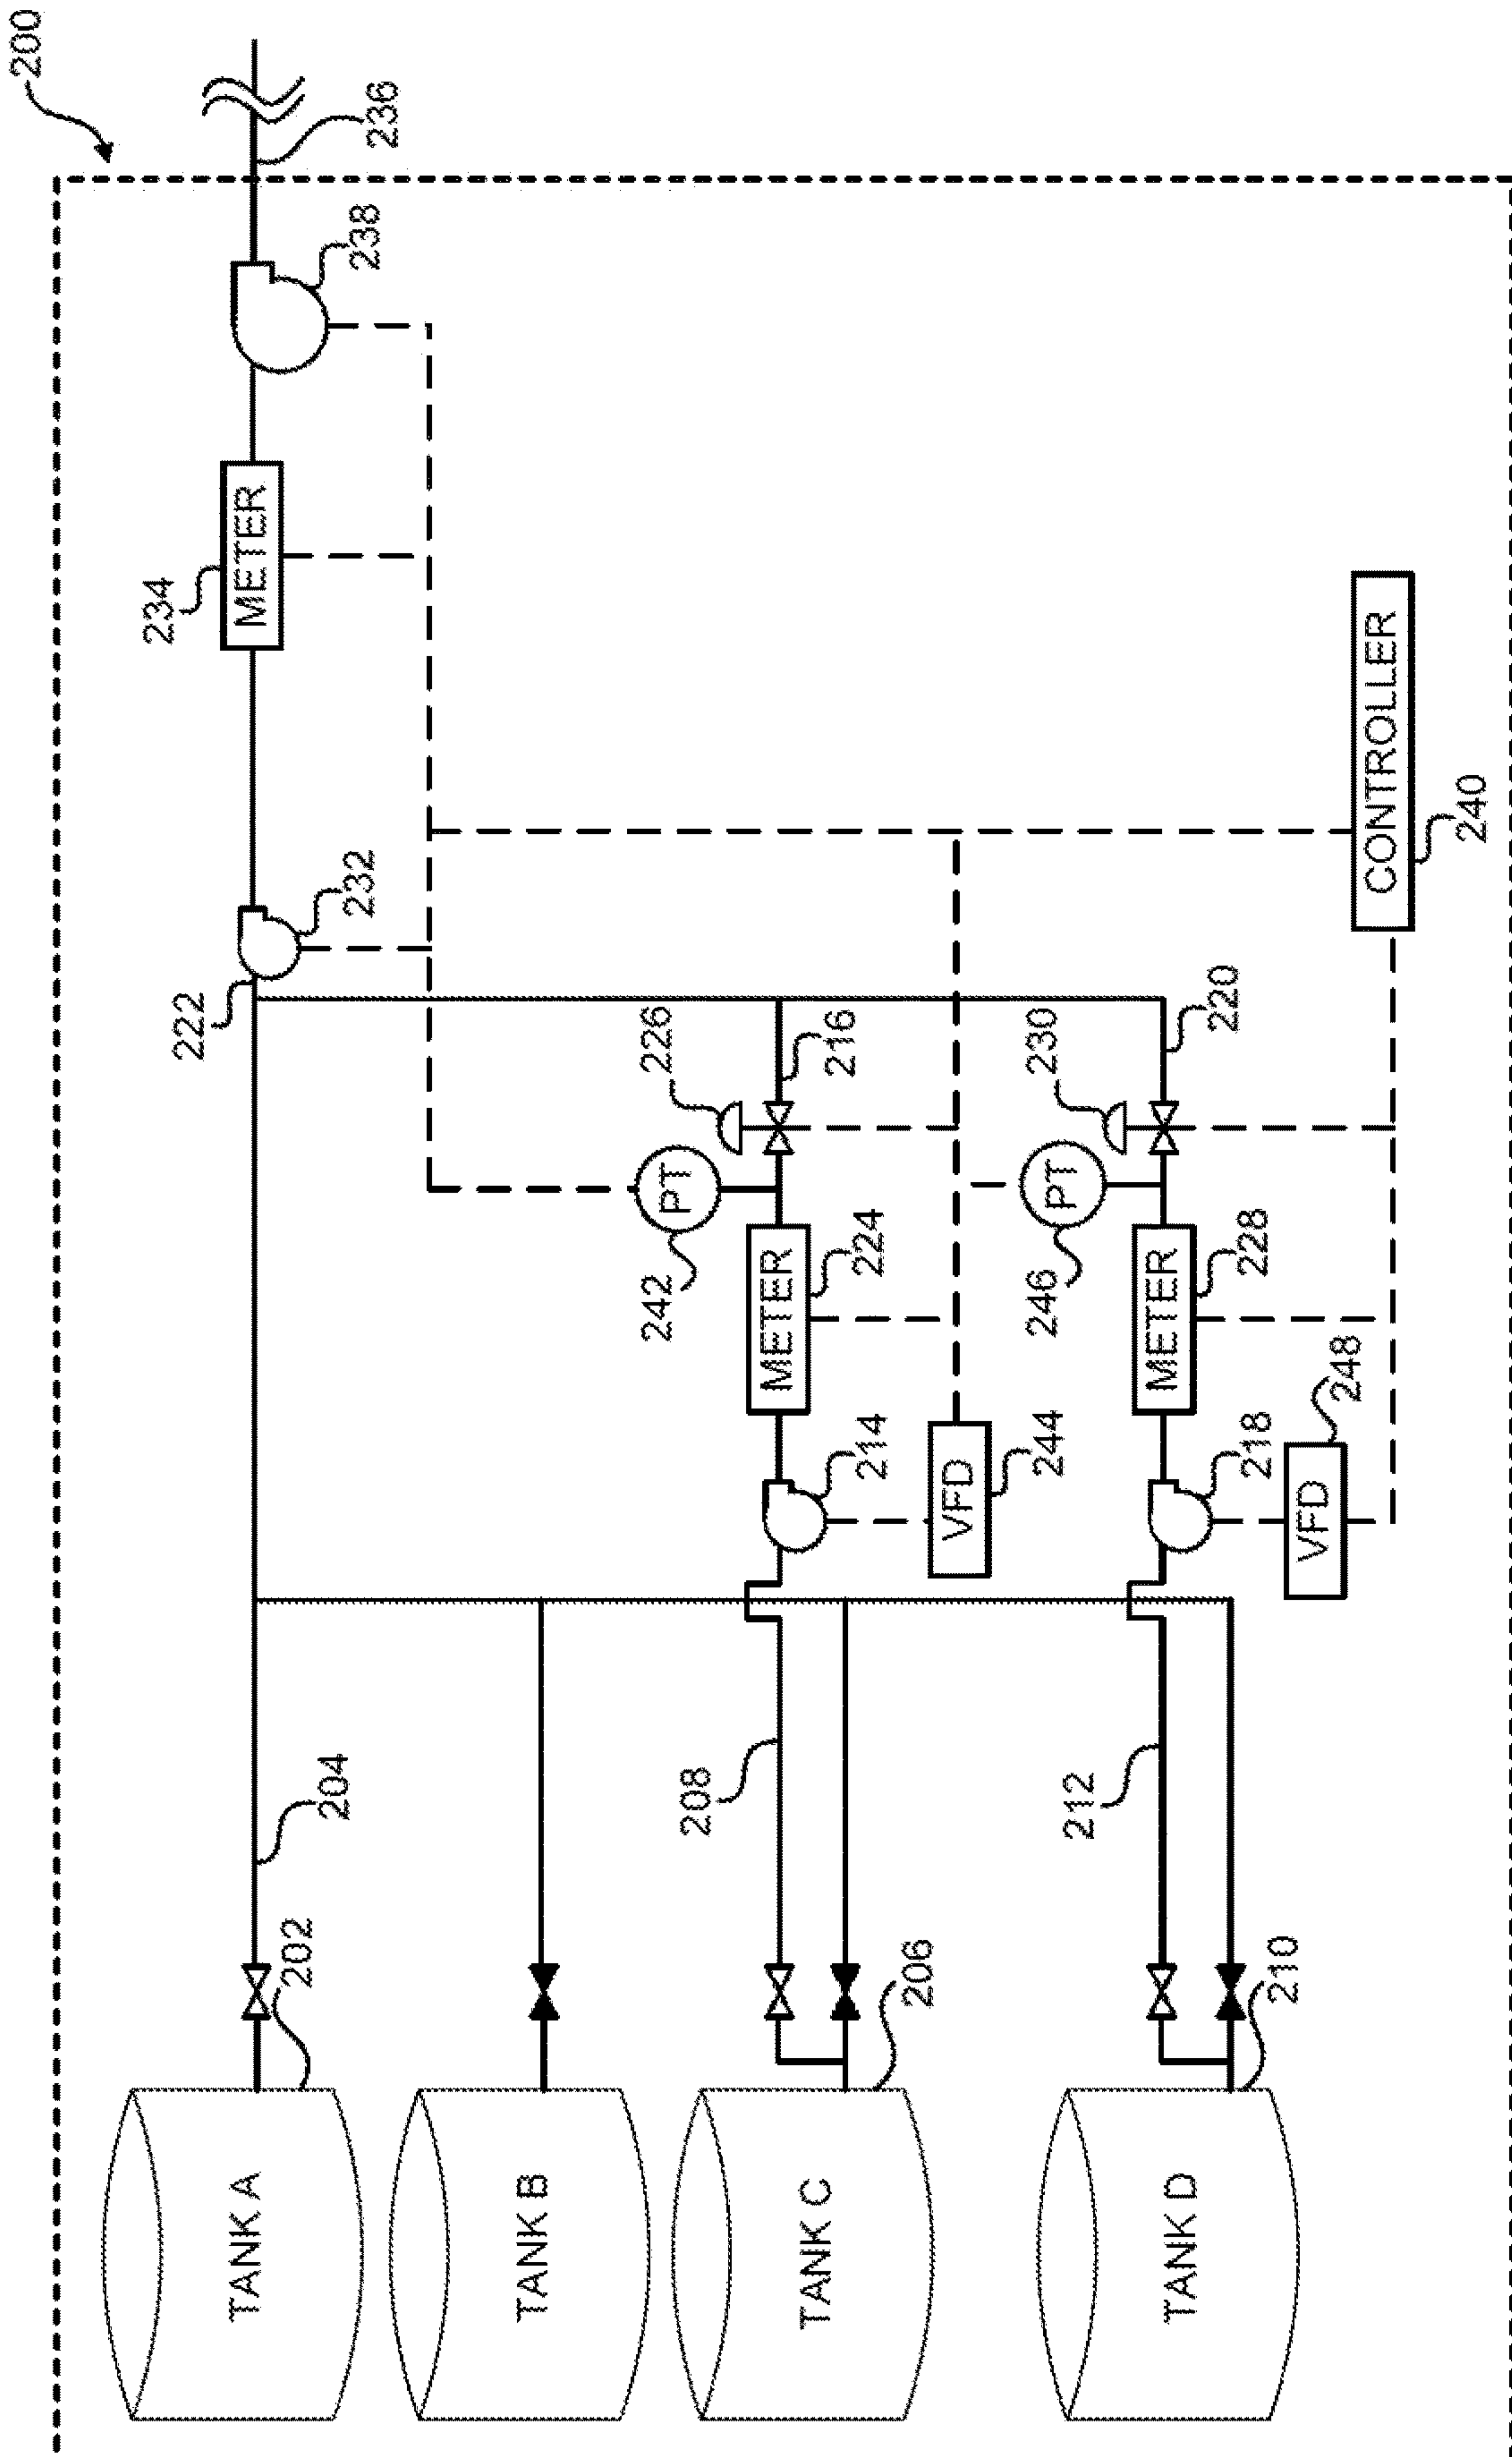 200
236
238
METER
234
232
222
226
216
PT
242
METER
224
214
VFD
244
230
220
PT
246
METER
228
218
VFD
248
CONTROLLER
240
204
208
212
202
206
210
TANK A
TANK B
TANK C
TANK D